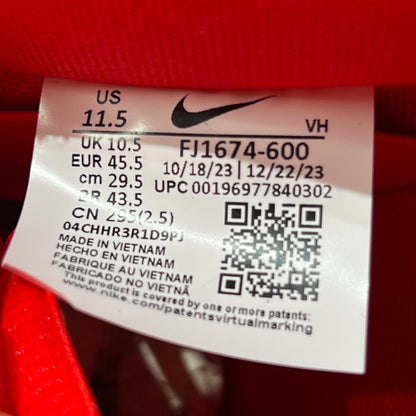 US
11.5
VH
UK 10.5
FJ1674-600
EUR 45.5
10/18/23 | 12/22/23
cm 29.5
UPC 00196977840302
BR 43.5
CN 295(2.5)
04CHHR3R1D9PJ
MADE IN VIETNAM
HECHO EN VIETNAM
FABRIQUE AU VIETNAM
FABRICADO NO VIETNÃ
This product is covered by one or more patents:
www.nike.com/patentsvirtualmarking